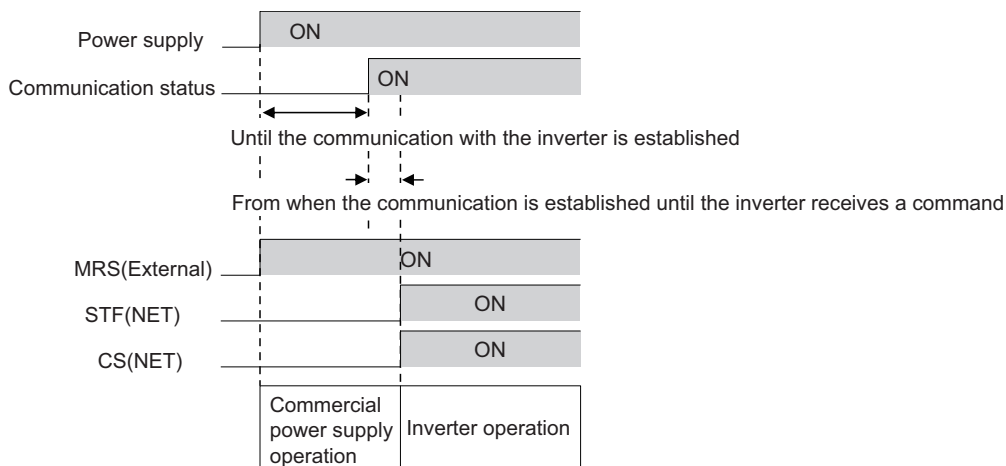 Power supply
ON
Communication status
ON
Until the communication with the inverter is established
From when the communication is established until the inverter receives a command
MRS(External)
ON
STF(NET)
ON
CS(NET)
ON
Commercial
power supply
operation
Inverter operation